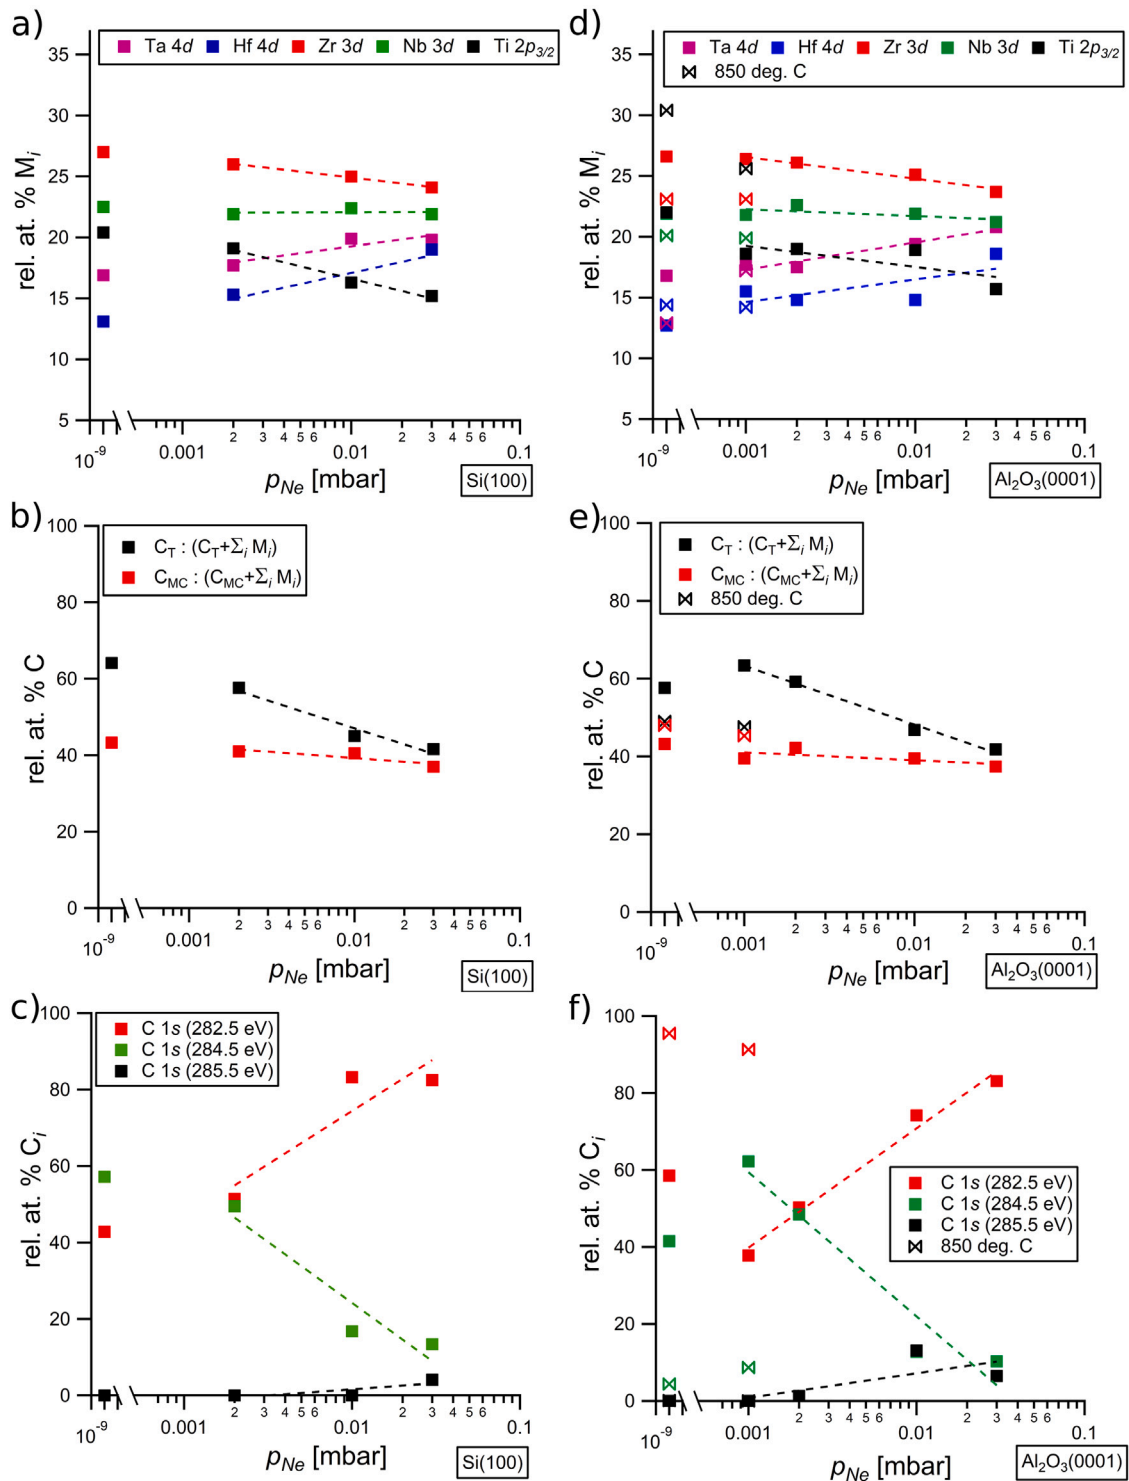 a)
Ta 4d Hf 4d Zr 3d Nb 3d Ti 2p3/2
rel. at. % Mi
35
30
25
20
15
10
5
10-9 0.001 2 3 4 5 6 0.01 2 3 4 5 6 0.1
pNe [mbar]
Si(100)
d)
Ta 4d Hf 4d Zr 3d Nb 3d Ti 2p3/2
850 deg. C
rel. at. % Mi
35
30
25
20
15
10
5
10-9 0.001 2 3 4 5 6 0.01 2 3 4 5 6 0.1
pNe [mbar]
Al2O3(0001)
b)
CT : (CT+Σi Mi)
CMC : (CMC+Σi Mi)
rel. at. % C
100
80
60
40
20
0
10-9 0.001 2 3 4 5 6 0.01 2 3 4 5 6 0.1
pNe [mbar]
Si(100)
e)
CT : (CT+Σi Mi)
CMC : (CMC+Σi Mi)
850 deg. C
rel. at. % C
100
80
60
40
20
0
10-9 0.001 2 3 4 5 6 0.01 2 3 4 5 6 0.1
pNe [mbar]
Al2O3(0001)
c)
C 1s (282.5 eV)
C 1s (284.5 eV)
C 1s (285.5 eV)
rel. at. % Ci
100
80
60
40
20
0
10-9 0.001 2 3 4 5 6 0.01 2 3 4 5 6 0.1
pNe [mbar]
Si(100)
f)
C 1s (282.5 eV)
C 1s (284.5 eV)
C 1s (285.5 eV)
850 deg. C
rel. at. % Ci
100
80
60
40
20
0
10-9 0.001 2 3 4 5 6 0.01 2 3 4 5 6 0.1
pNe [mbar]
Al2O3(0001)